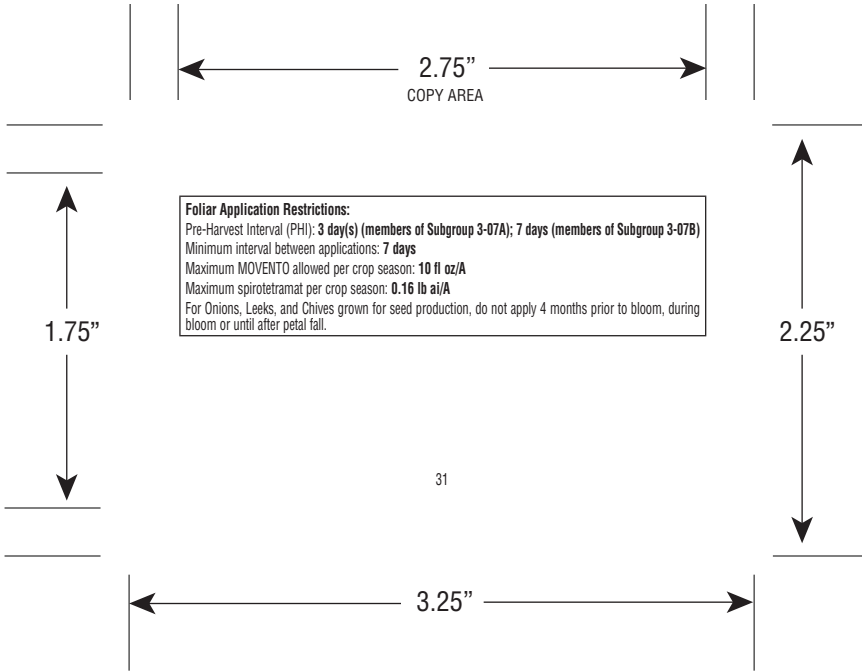 2.75”
COPY AREA
Foliar Application Restrictions:
Pre-Harvest Interval (PHI): 3 day(s) (members of Subgroup 3-07A); 7 days (members of Subgroup 3-07B)
Minimum interval between applications: 7 days
Maximum MOVENTO allowed per crop season: 10 fl oz/A
Maximum spirotetramat per crop season: 0.16 lb ai/A
For Onions, Leeks, and Chives grown for seed production, do not apply 4 months prior to bloom, during
bloom or until after petal fall.
1.75”
2.25”
31
3.25”